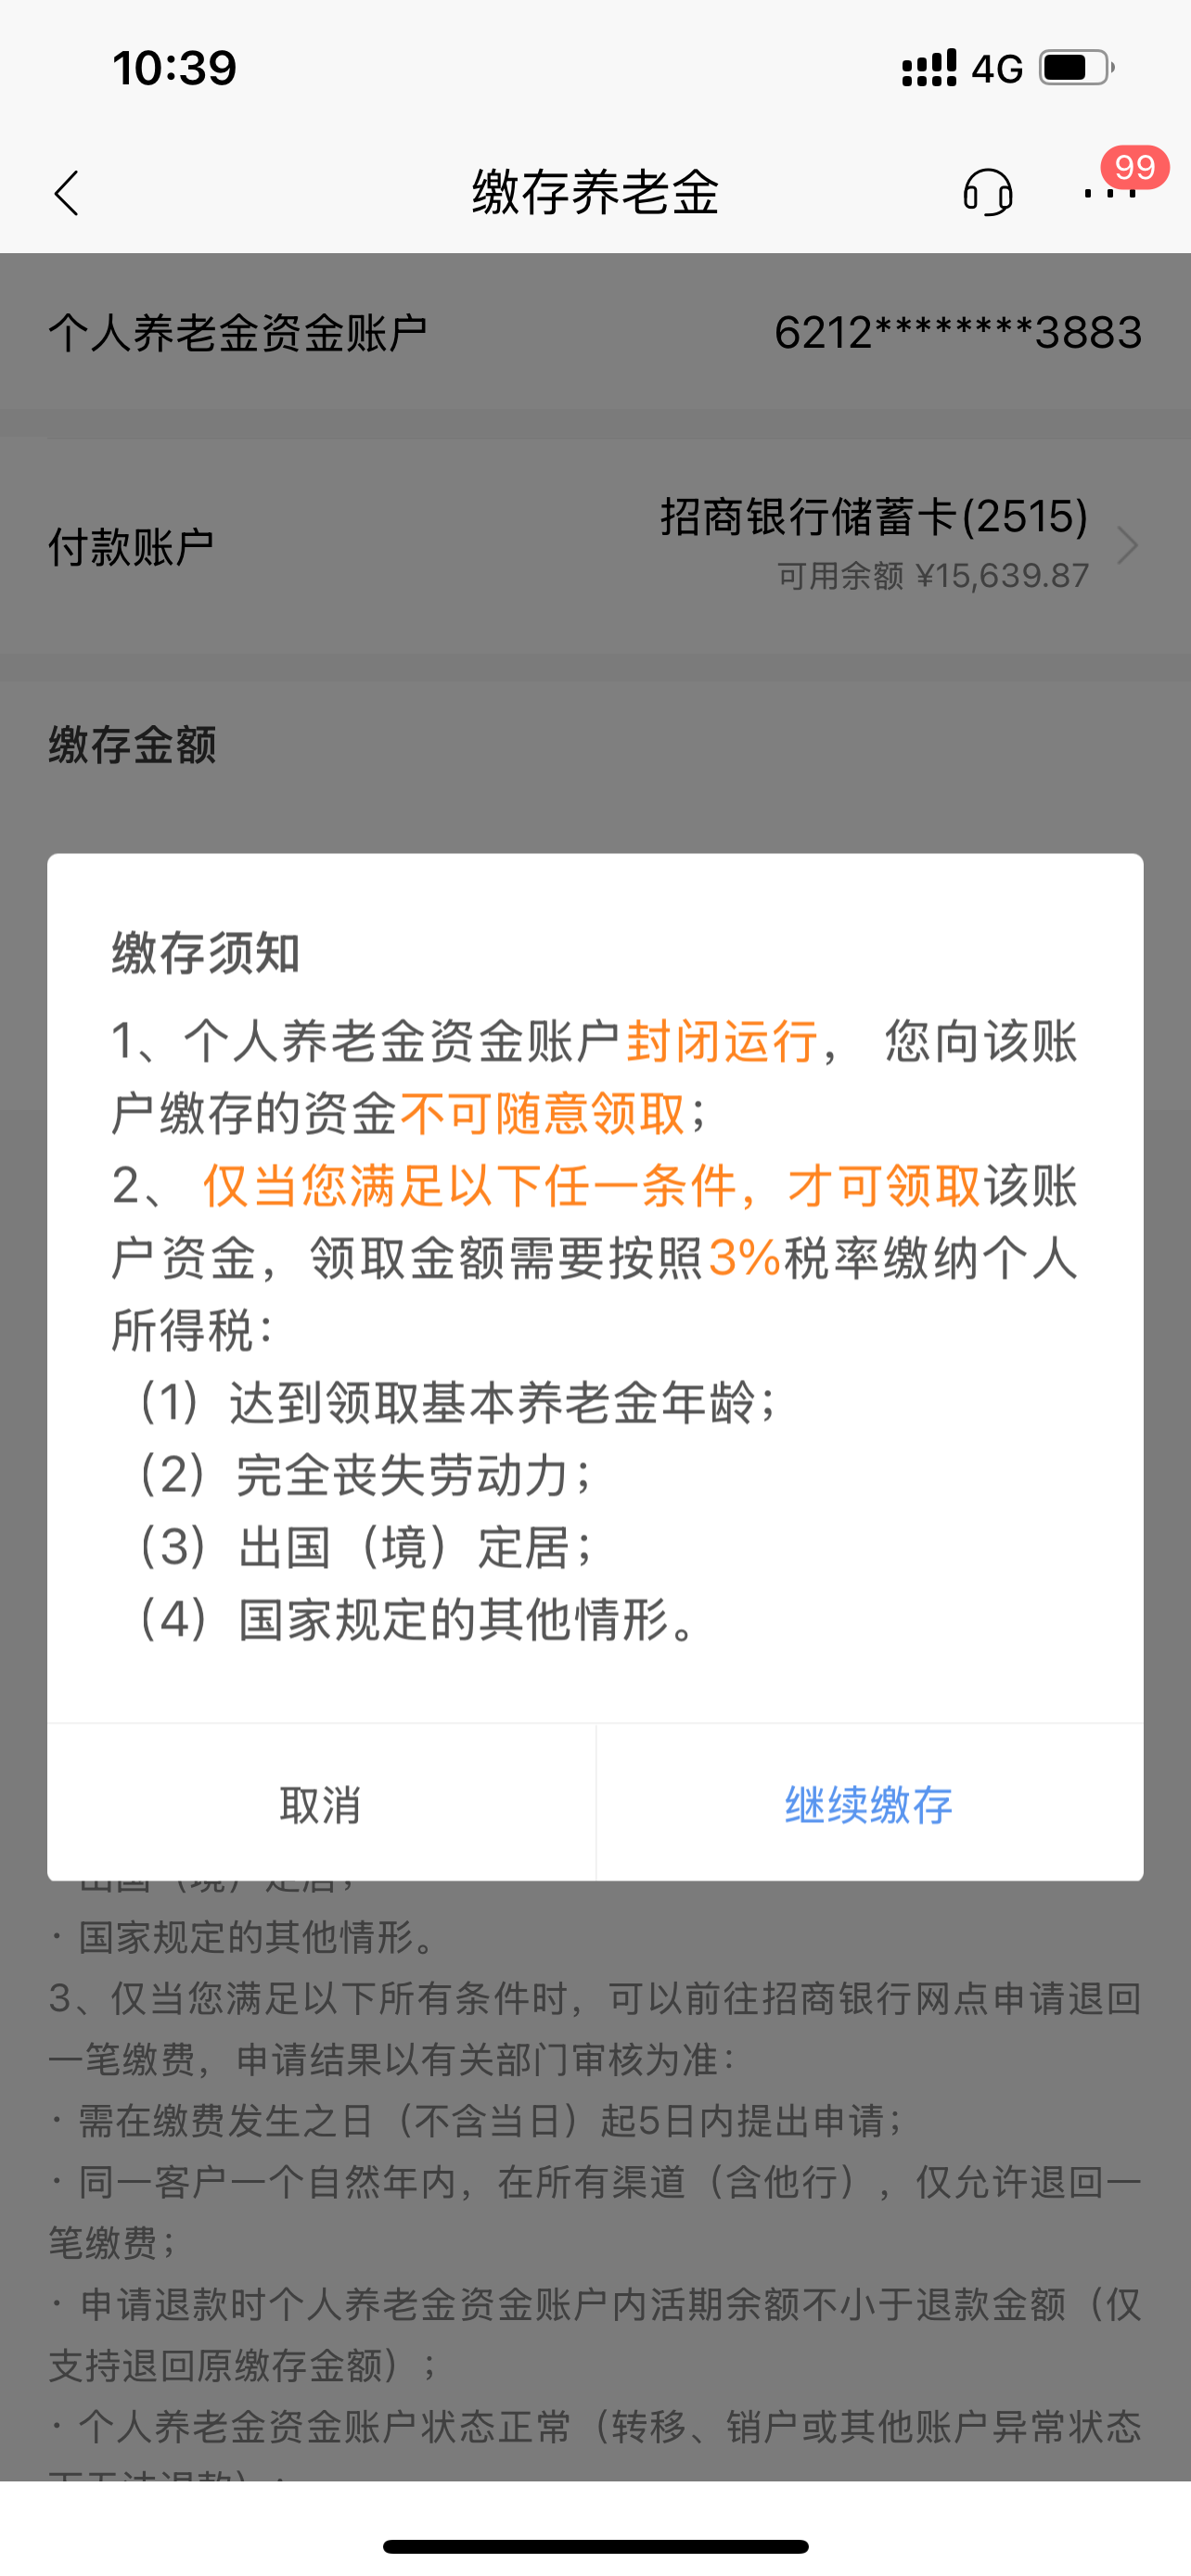 10:39
4G
99
缴存养老金
个人养老金资金账户 6212********3883
招商银行储蓄卡(2515)
付款账户
可用余额 ¥15,639.87
缴存金额
缴存须知
1、个人养老金资金账户封闭运行， 您向该账
户缴存的资金不可随意领取；
2、 仅当您满足以下任一条件，才可领取该账
户资金，领取金额需要按照3%税率缴纳个人
所得税：
（1）达到领取基本养老金年龄；
（2）完全丧失劳动力；
（3）出国（境）定居；
（4）国家规定的其他情形。
取消 继续缴存
出国（境）定居；
· 国家规定的其他情形。
3、仅当您满足以下所有条件时，可以前往招商银行网点申请退回
一笔缴费，申请结果以有关部门审核为准：
· 需在缴费发生之日（不含当日）起5日内提出申请；
· 同一客户一个自然年内，在所有渠道（含他行），仅允许退回一
笔缴费；
· 申请退款时个人养老金资金账户内活期余额不小于退款金额（仅
支持退回原缴存金额）；
· 个人养老金资金账户状态正常（转移、销户或其他账户异常状态